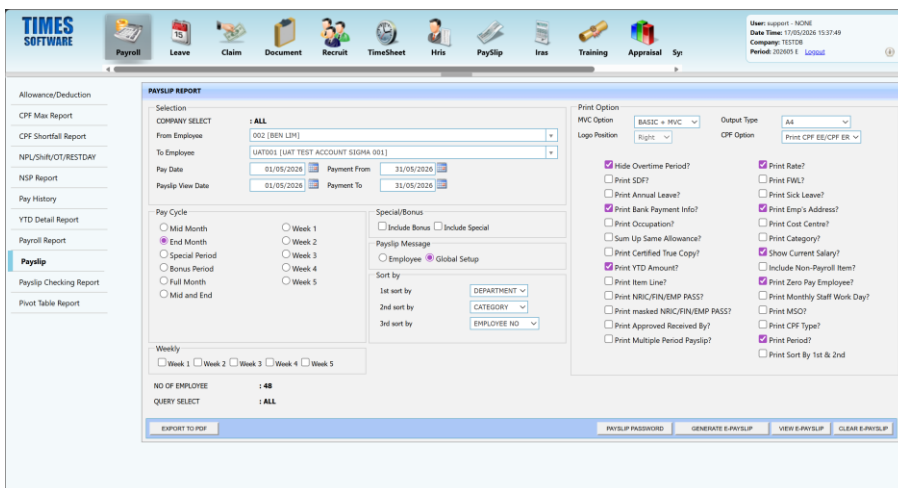 TIMES
SOFTWARE
Payroll
15
Leave
Claim
Document
Recruit
TimeSheet
Hris
PaySlip
Iras
Training
Appraisal
User: support - NONE
Date Time: 17/05/2026 15:37:49
Company: TESTDB
Period: 202605 E Logout
Allowance/Deduction
CPF Max Report
CPF Shortfall Report
NPL/Shift/OT/RESTDAY
NSP Report
Pay History
YTD Detail Report
Payroll Report
Payslip
Payslip Checking Report
Pivot Table Report
PAYSLIP REPORT
Selection
COMPANY SELECT : ALL
From Employee 002 [BEN LIM]
To Employee UAT001 [UAT TEST ACCOUNT SIGMA 001]
Pay Date 01/05/2026 Payment From 31/05/2026
Payslip View Date 01/05/2026 Payment To 31/05/2026
Pay Cycle
Mid Month Week 1
End Month Week 2
Special Period Week 3
Bonus Period Week 4
Full Month Week 5
Mid and End
Special/Bonus
Include Bonus Include Special
Payslip Message
Employee Global Setup
Sort by
1st sort by DEPARTMENT
2nd sort by CATEGORY
3rd sort by EMPLOYEE NO
Weekly
Week 1 Week 2 Week 3 Week 4 Week 5
NO OF EMPLOYEE : 48
QUERY SELECT : ALL
Print Option
MVC Option BASIC + MVC Output Type A4
Logo Position Right CPF Option Print CPF EE/CPF ER
Hide Overtime Period? Print Rate?
Print SDF? Print FWL?
Print Annual Leave? Print Sick Leave?
Print Bank Payment Info? Print Emp's Address?
Print Occupation? Print Cost Centre?
Sum Up Same Allowance? Print Category?
Print Certified True Copy? Show Current Salary?
Print YTD Amount? Include Non-Payroll Item?
Print Item Line? Print Zero Pay Employee?
Print NRIC/FIN/EMP PASS? Print Monthly Staff Work Day?
Print masked NRIC/FIN/EMP PASS? Print MSO?
Print Approved Received By? Print CPF Type?
Print Multiple Period Payslip? Print Period?
Print Sort By 1st & 2nd
EXPORT TO PDF PAYSLIP PASSWORD GENERATE E-PAYSLIP VIEW E-PAYSLIP CLEAR E-PAYSLIP